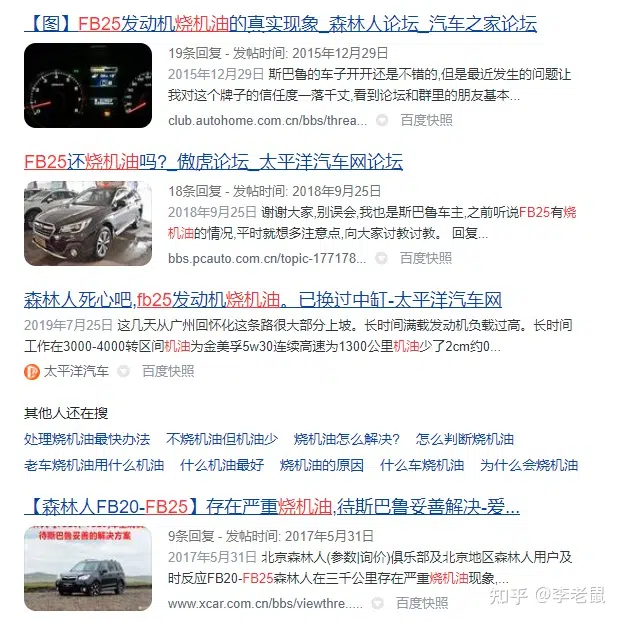 【图】FB25发动机烧机油的真实现象_森林人论坛_汽车之家论坛
19条回复 - 发帖时间: 2015年12月29日
2015年12月29日 斯巴鲁的车子开开还是不错的,但是最近发生的问题让
我对这个牌子的信任度一落千丈,看到论坛和群里的朋友基本...
club.autohome.com.cn/bbs/threa... 百度快照
FB25还烧机油吗?_傲虎论坛_太平洋汽车网论坛
18条回复 - 发帖时间: 2018年9月25日
2018年9月25日 谢谢大家,别误会,我也是斯巴鲁车主,之前听说FB25有烧
机油的情况,平时就想多注意点,向大家讨教讨教。 回复...
bbs.pcauto.com.cn/topic-177178... 百度快照
森林人死心吧,fb25发动机烧机油。已换过中缸-太平洋汽车网
2019年7月25日 这几天从广州回怀化这条路很大部分上坡。长时间满载发动机负载过高。长时间
工作在3000-4000转区间机油为金美孚5w30连续高速为1300公里机油少了2cm约0...
太平洋汽车 百度快照
其他人还在搜
处理烧机油最快办法 不烧机油但机油少 烧机油怎么解决? 怎么判断烧机油
老车烧机油用什么机油 什么机油最好 烧机油的原因 什么车烧机油 为什么会烧机油
【森林人FB20-FB25】存在严重烧机油,待斯巴鲁妥善解决-爱...
待斯巴鲁妥善的解决方案
9条回复 - 发帖时间: 2017年5月31日
2017年5月31日 北京森林人(参数|询价)俱乐部及北京地区森林人用户及
时反应FB20-FB25森林人在三千公里存在严重烧机油现象,...
www.xcar.com.cn/bbs/viewthre..... 百度快照
知乎 @李老鼠